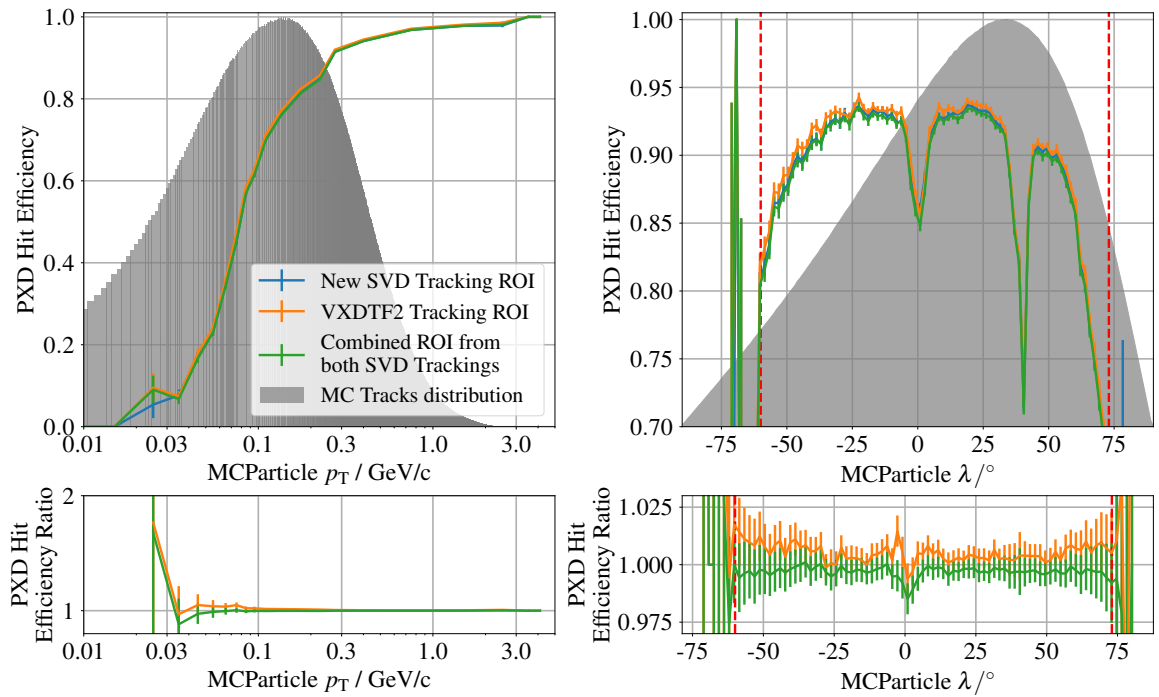 1.0
0.8
0.6
0.4
0.2
0.0
PXD Hit Efficiency
0.01 0.03 0.1 0.3 1.0 3.0
MCParticle pT / GeV/c
New SVD Tracking ROI
VXDTF2 Tracking ROI
Combined ROI from
both SVD Trackings
MC Tracks distribution
1.00
0.95
0.90
0.85
0.80
0.75
0.70
PXD Hit Efficiency
-75 -50 -25 0 25 50 75
MCParticle λ/°
2
1
PXD Hit
Efficiency Ratio
0.01 0.03 0.1 0.3 1.0 3.0
MCParticle pT / GeV/c
1.025
1.000
0.975
PXD Hit
Efficiency Ratio
-75 -50 -25 0 25 50 75
MCParticle λ/°